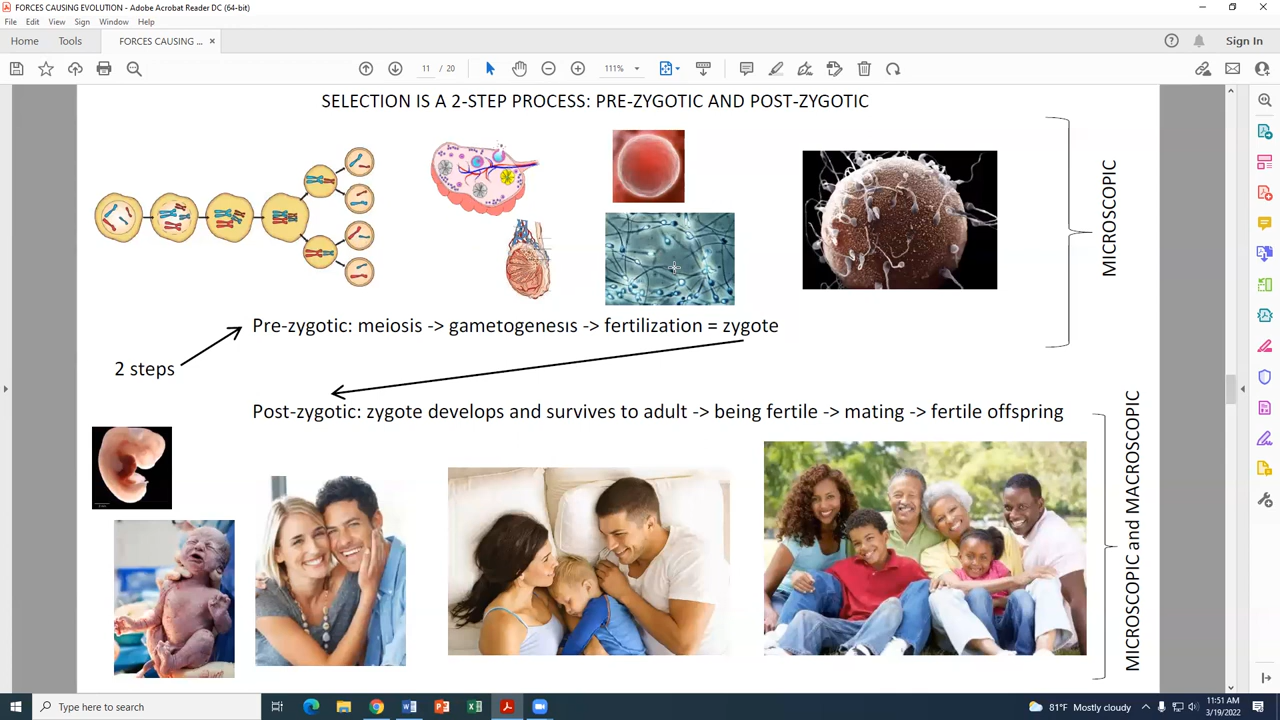 FORCES CAUSING EVOLUTION - Adobe Acrobat Reader DC (64-bit)
File Edit View Sign Window Help
Home Tools FORCES CAUSING ... × Sign In
11 / 20 111%
SELECTION IS A 2-STEP PROCESS: PRE-ZYGOTIC AND POST-ZYGOTIC
MICROSCOPIC
Pre-zygotic: meiosis -> gametogenesis -> fertilization = zygote
2 steps
Post-zygotic: zygote develops and survives to adult -> being fertile -> mating -> fertile offspring
MICROSCOPIC and MACROSCOPIC
Type here to search
81°F Mostly cloudy
11:51 AM
3/19/2022